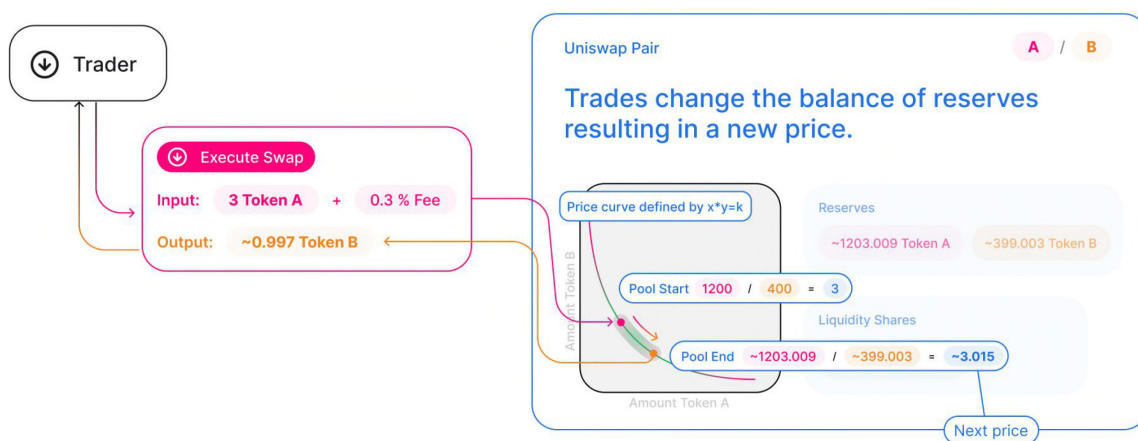 Trader
Execute Swap
Input: 3 Token A + 0.3 % Fee
Output: ~0.997 Token B
Uniswap Pair
A / B
Trades change the balance of reserves
resulting in a new price.
Price curve defined by x*y=k
Amount Token B
Pool Start 1200 / 400 = 3
Pool End ~1203.009 / ~399.003 = ~3.015
Amount Token A
Reserves
~1203.009 Token A ~399.003 Token B
Liquidity Shares
Next price